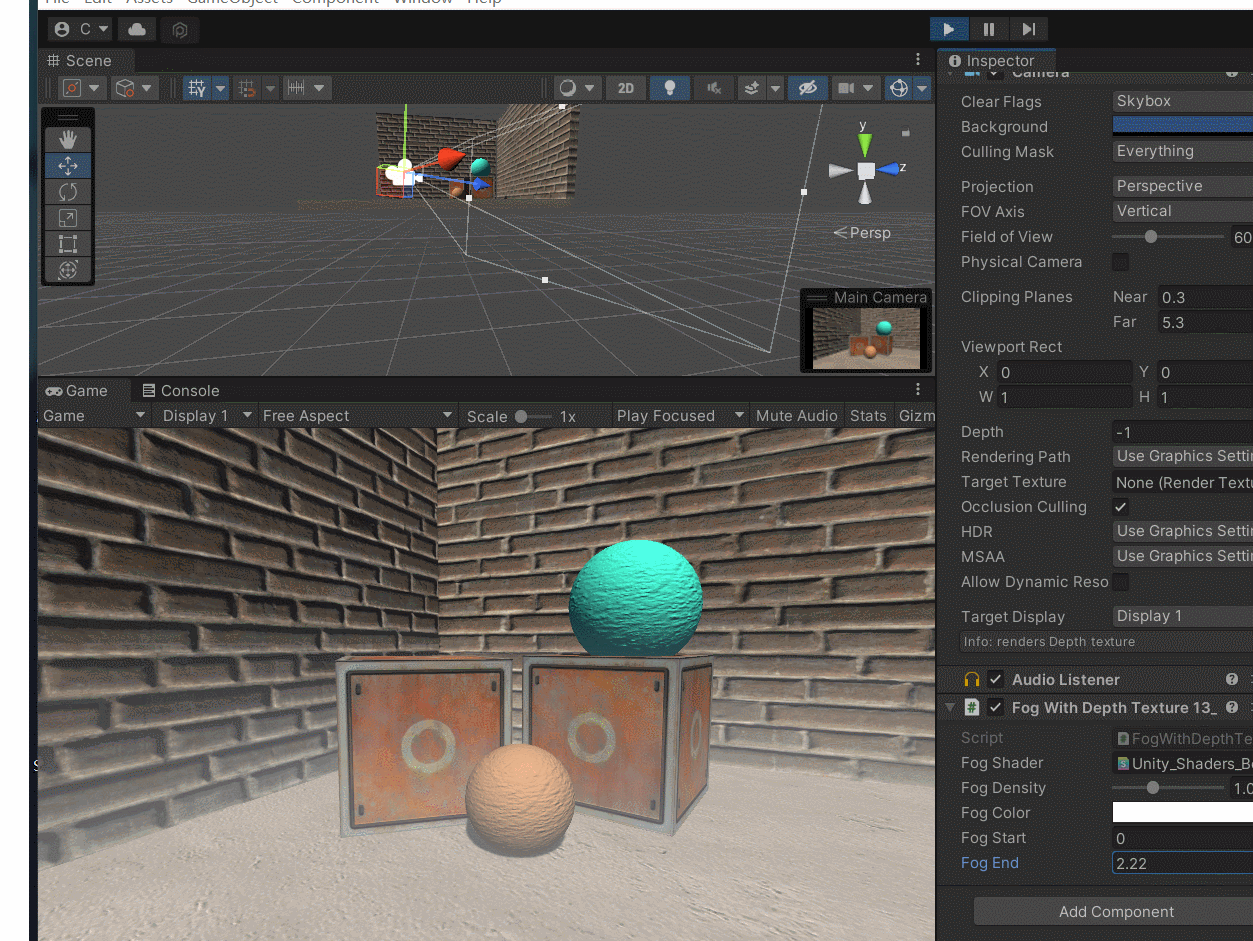 File Edit Assets GameObject Component Window Help
C
Scene
Inspector
2D
Camera
Clear Flags Skybox
Background
Culling Mask Everything
Projection Perspective
FOV Axis Vertical
Field of View 60
Physical Camera
Clipping Planes Near 0.3
Far 5.3
Viewport Rect
X 0 Y 0
W 1 H 1
Depth -1
Rendering Path Use Graphics Settin
Target Texture None (Render Textu
Occlusion Culling
HDR Use Graphics Settin
MSAA Use Graphics Settin
Allow Dynamic Reso
Target Display Display 1
Info: renders Depth texture
Audio Listener
Fog With Depth Texture 13_
Script FogWithDepthTe
Fog Shader Unity_Shaders_Bo
Fog Density 1.0
Fog Color
Fog Start 0
Fog End 2.22
Add Component
y
z
Persp
Main Camera
Game Console
Game Display 1 Free Aspect Scale 1x Play Focused Mute Audio Stats Gizm